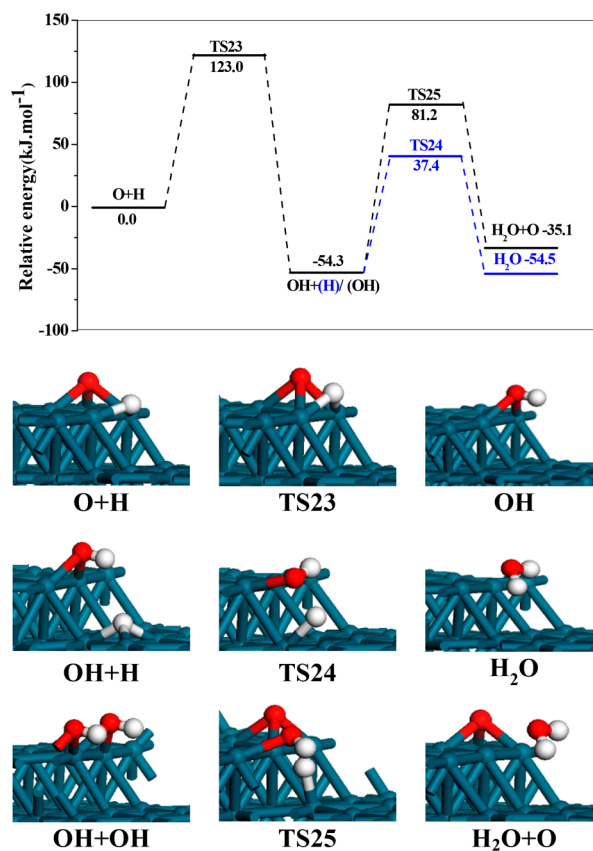 150
TS23
123.0
100
TS25
81.2
TS24
37.4
50
O+H
0.0
0
H₂O+O -35.1
-54.3
H₂O -54.5
OH+(H)/ (OH)
-50
-100
Relative energy(kJ.mol⁻¹)
O+H TS23 OH
OH+H TS24 H₂O
OH+OH TS25 H₂O+O